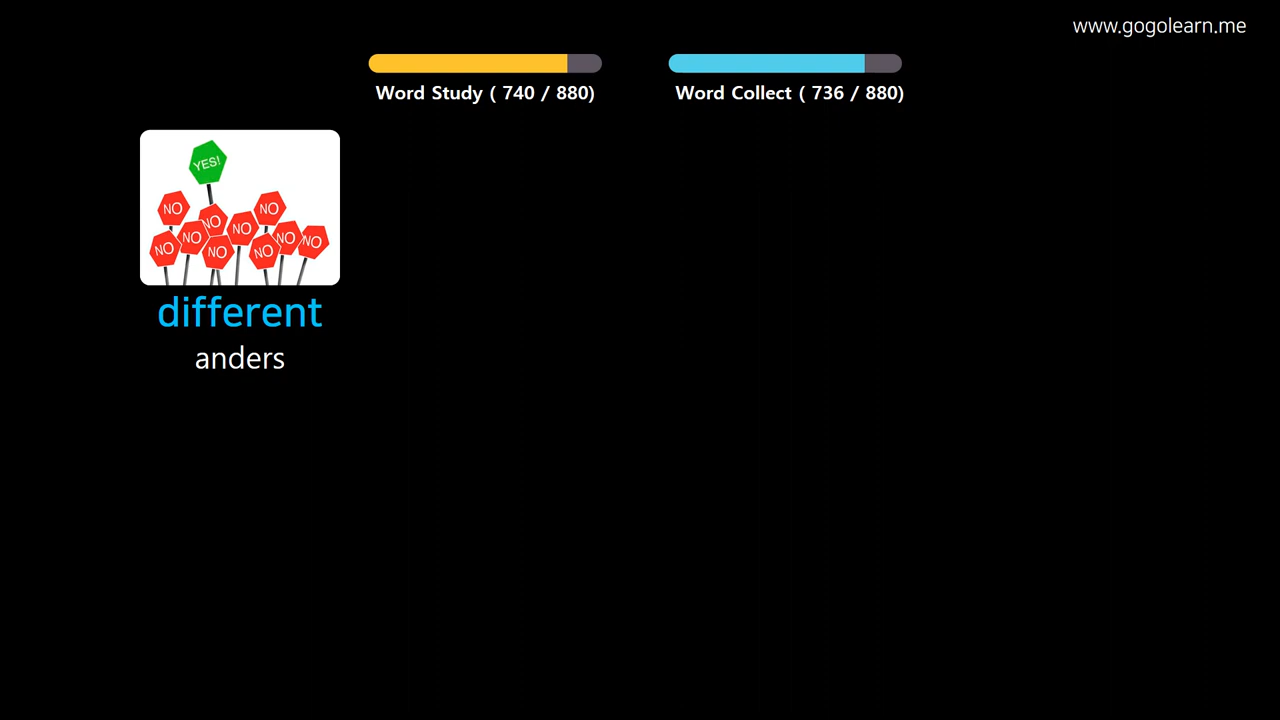 www.gogolearn.me
Word Study ( 740 / 880)
Word Collect ( 736 / 880)
YES!
NO
NO
NO
NO
NO
NO
NO
NO
NO
NO
different
anders